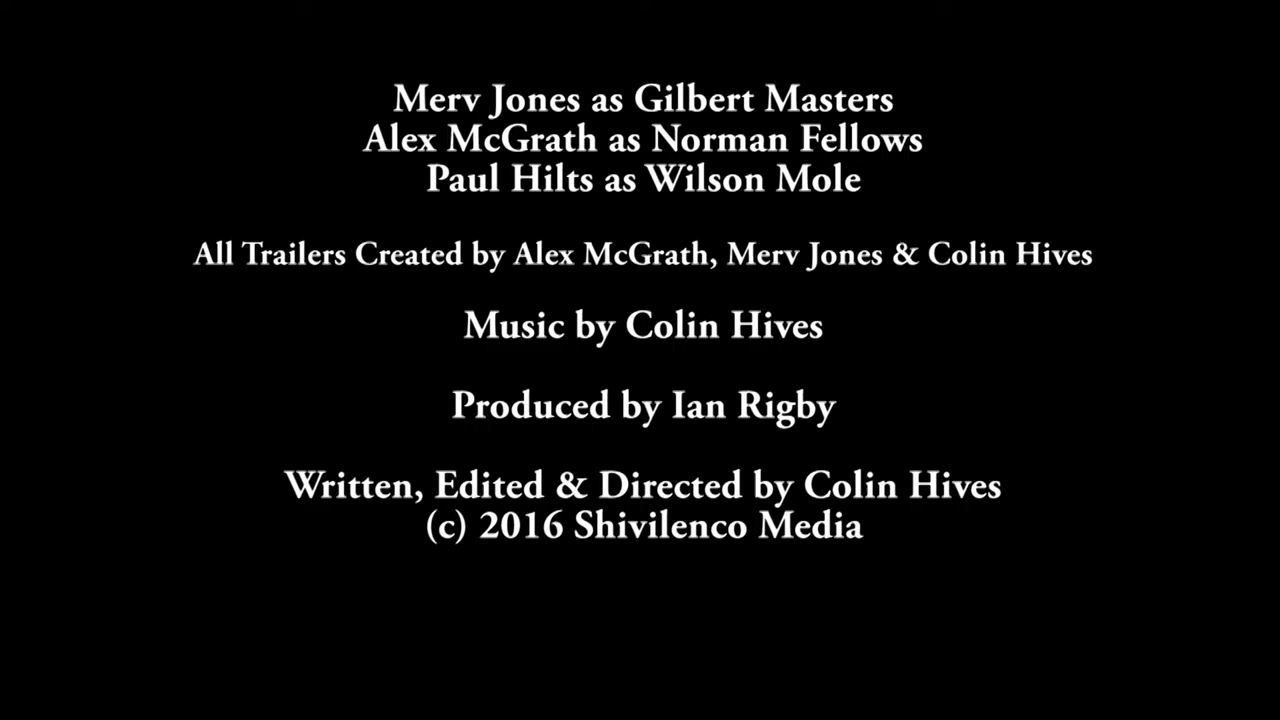 Merv Jones as Gilbert Masters
Alex McGrath as Norman Fellows
Paul Hilts as Wilson Mole
All Trailers Created by Alex McGrath, Merv Jones & Colin Hives
Music by Colin Hives
Produced by Ian Rigby
Written, Edited & Directed by Colin Hives
(c) 2016 Shivilenco Media